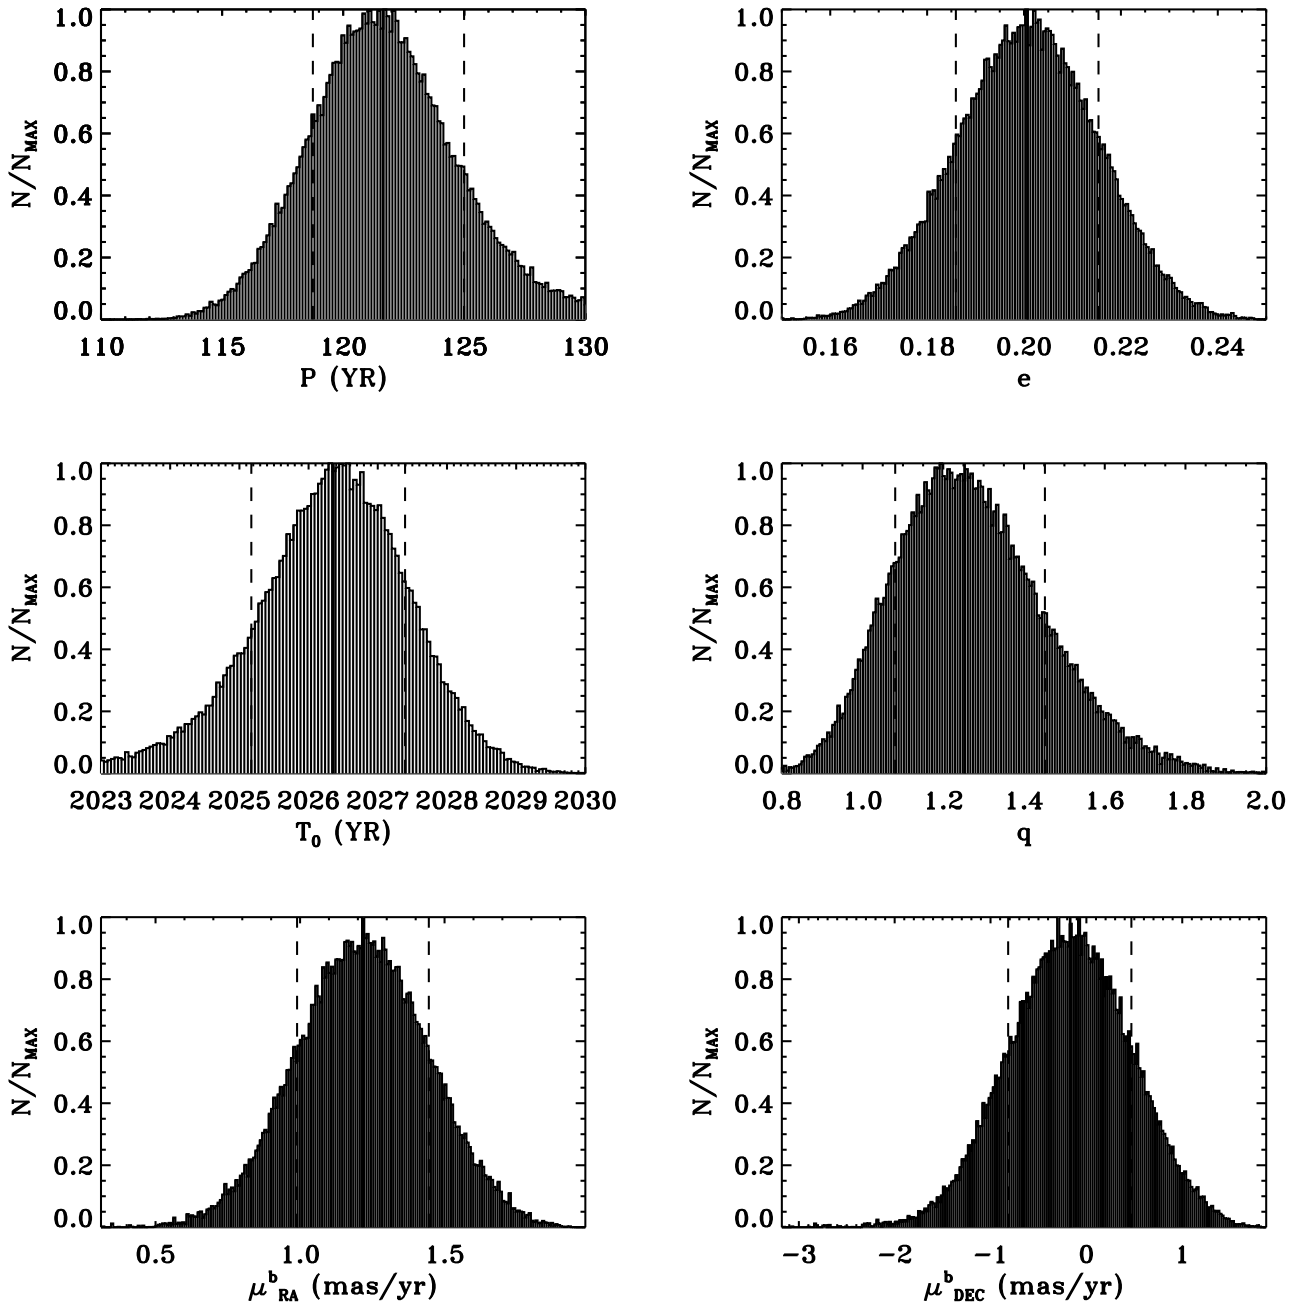 1.0
0.8
0.6
0.4
0.2
0.0
N/N_MAX
110 115 120 125 130
P (YR)
1.0
0.8
0.6
0.4
0.2
0.0
N/N_MAX
0.16 0.18 0.20 0.22 0.24
e
1.0
0.8
0.6
0.4
0.2
0.0
N/N_MAX
2023 2024 2025 2026 2027 2028 2029 2030
T_0 (YR)
1.0
0.8
0.6
0.4
0.2
0.0
N/N_MAX
0.8 1.0 1.2 1.4 1.6 1.8 2.0
q
1.0
0.8
0.6
0.4
0.2
0.0
N/N_MAX
0.5 1.0 1.5
μ^b_RA (mas/yr)
1.0
0.8
0.6
0.4
0.2
0.0
N/N_MAX
-3 -2 -1 0 1
μ^b_DEC (mas/yr)